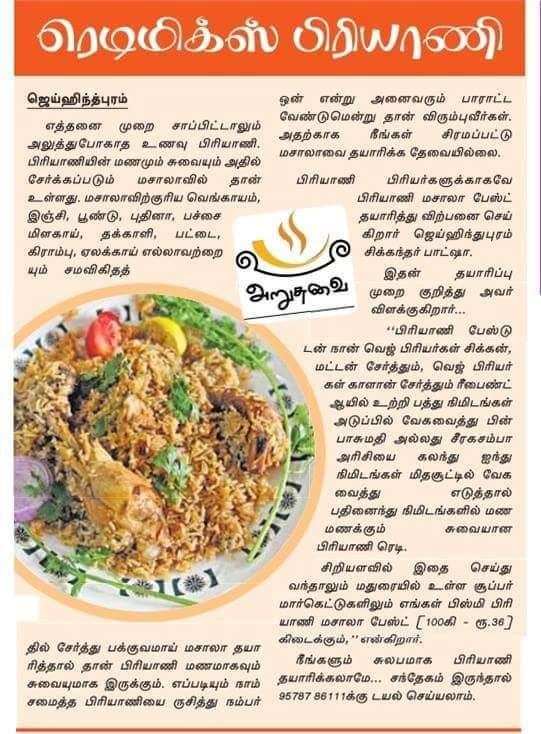 ரெடிமிக்ஸ் பிரியாணி
ஜெய்ஹிந்த்புரம்
எத்தனை முறை சாப்பிட்டாலும்
அலுத்துபோகாத உணவு பிரியாணி.
பிரியாணியின் மணமும் சுவையும் அதில்
சேர்க்கப்படும் மசாலாவில் தான்
உள்ளது. மசாலாவிற்குரிய வெங்காயம்,
இஞ்சி, பூண்டு, புதினா, பச்சை
மிளகாய், தக்காளி, பட்டை,
கிராம்பு, ஏலக்காய் எல்லாவற்றை
யும் சமவிகிதத்
தில் சேர்த்து பக்குவமாய் மசாலா தயா
ரித்தால் தான் பிரியாணி மணமாகவும்
சுவையுமாக இருக்கும். எப்படியும் நாம்
சமைத்த பிரியாணியை ருசித்து நம்பர்
ஒன் என்று அனைவரும் பாராட்ட
வேண்டுமென்று தான் விரும்புவீர்கள்.
அதற்காக நீங்கள் சிரமப்பட்டு
மசாலாவை தயாரிக்க தேவையில்லை.
பிரியாணி பிரியர்களுக்காகவே
பிரியாணி மசாலா பேஸ்ட்
தயாரித்து விற்பனை செய்
கிறார் ஜெய்ஹிந்துபுரம்
சிக்கந்தர் பாட்ஷா.
அறுசுவை
இதன் தயாரிப்பு
முறை குறித்து அவர்
விளக்குகிறார்...
‘‘பிரியாணி பேஸ்டு
டன் நான் வெஜ் பிரியர்கள் சிக்கன்,
மட்டன் சேர்த்தும், வெஜ் பிரியர்
கள் காளான் சேர்த்தும் ரீபைண்ட்
ஆயில் ஊற்றி பத்து நிமிடங்கள்
அடுப்பில் வேகவைத்து பின்
பாசுமதி அல்லது சீரகசம்பா
அரிசியை கலந்து ஐந்து
நிமிடங்கள் மிதசூட்டில் வேக
வைத்து எடுத்தால்
பதினைந்து நிமிடங்களில் மண
மணக்கும் சுவையான
பிரியாணி ரெடி.
சிறியளவில் இதை செய்து
வந்தாலும் மதுரையில் உள்ள சூப்பர்
மார்கெட்டுகளிலும் எங்கள் பிஸ்மி பிரி
யாணி மசாலா பேஸ்ட் [100கி - ரூ.36]
கிடைக்கும்,’’ என்கிறார்.
நீங்களும் சுலபமாக பிரியாணி
தயாரிக்கலாமே... சந்தேகம் இருந்தால்
95787 86111க்கு டயல் செய்யலாம்.